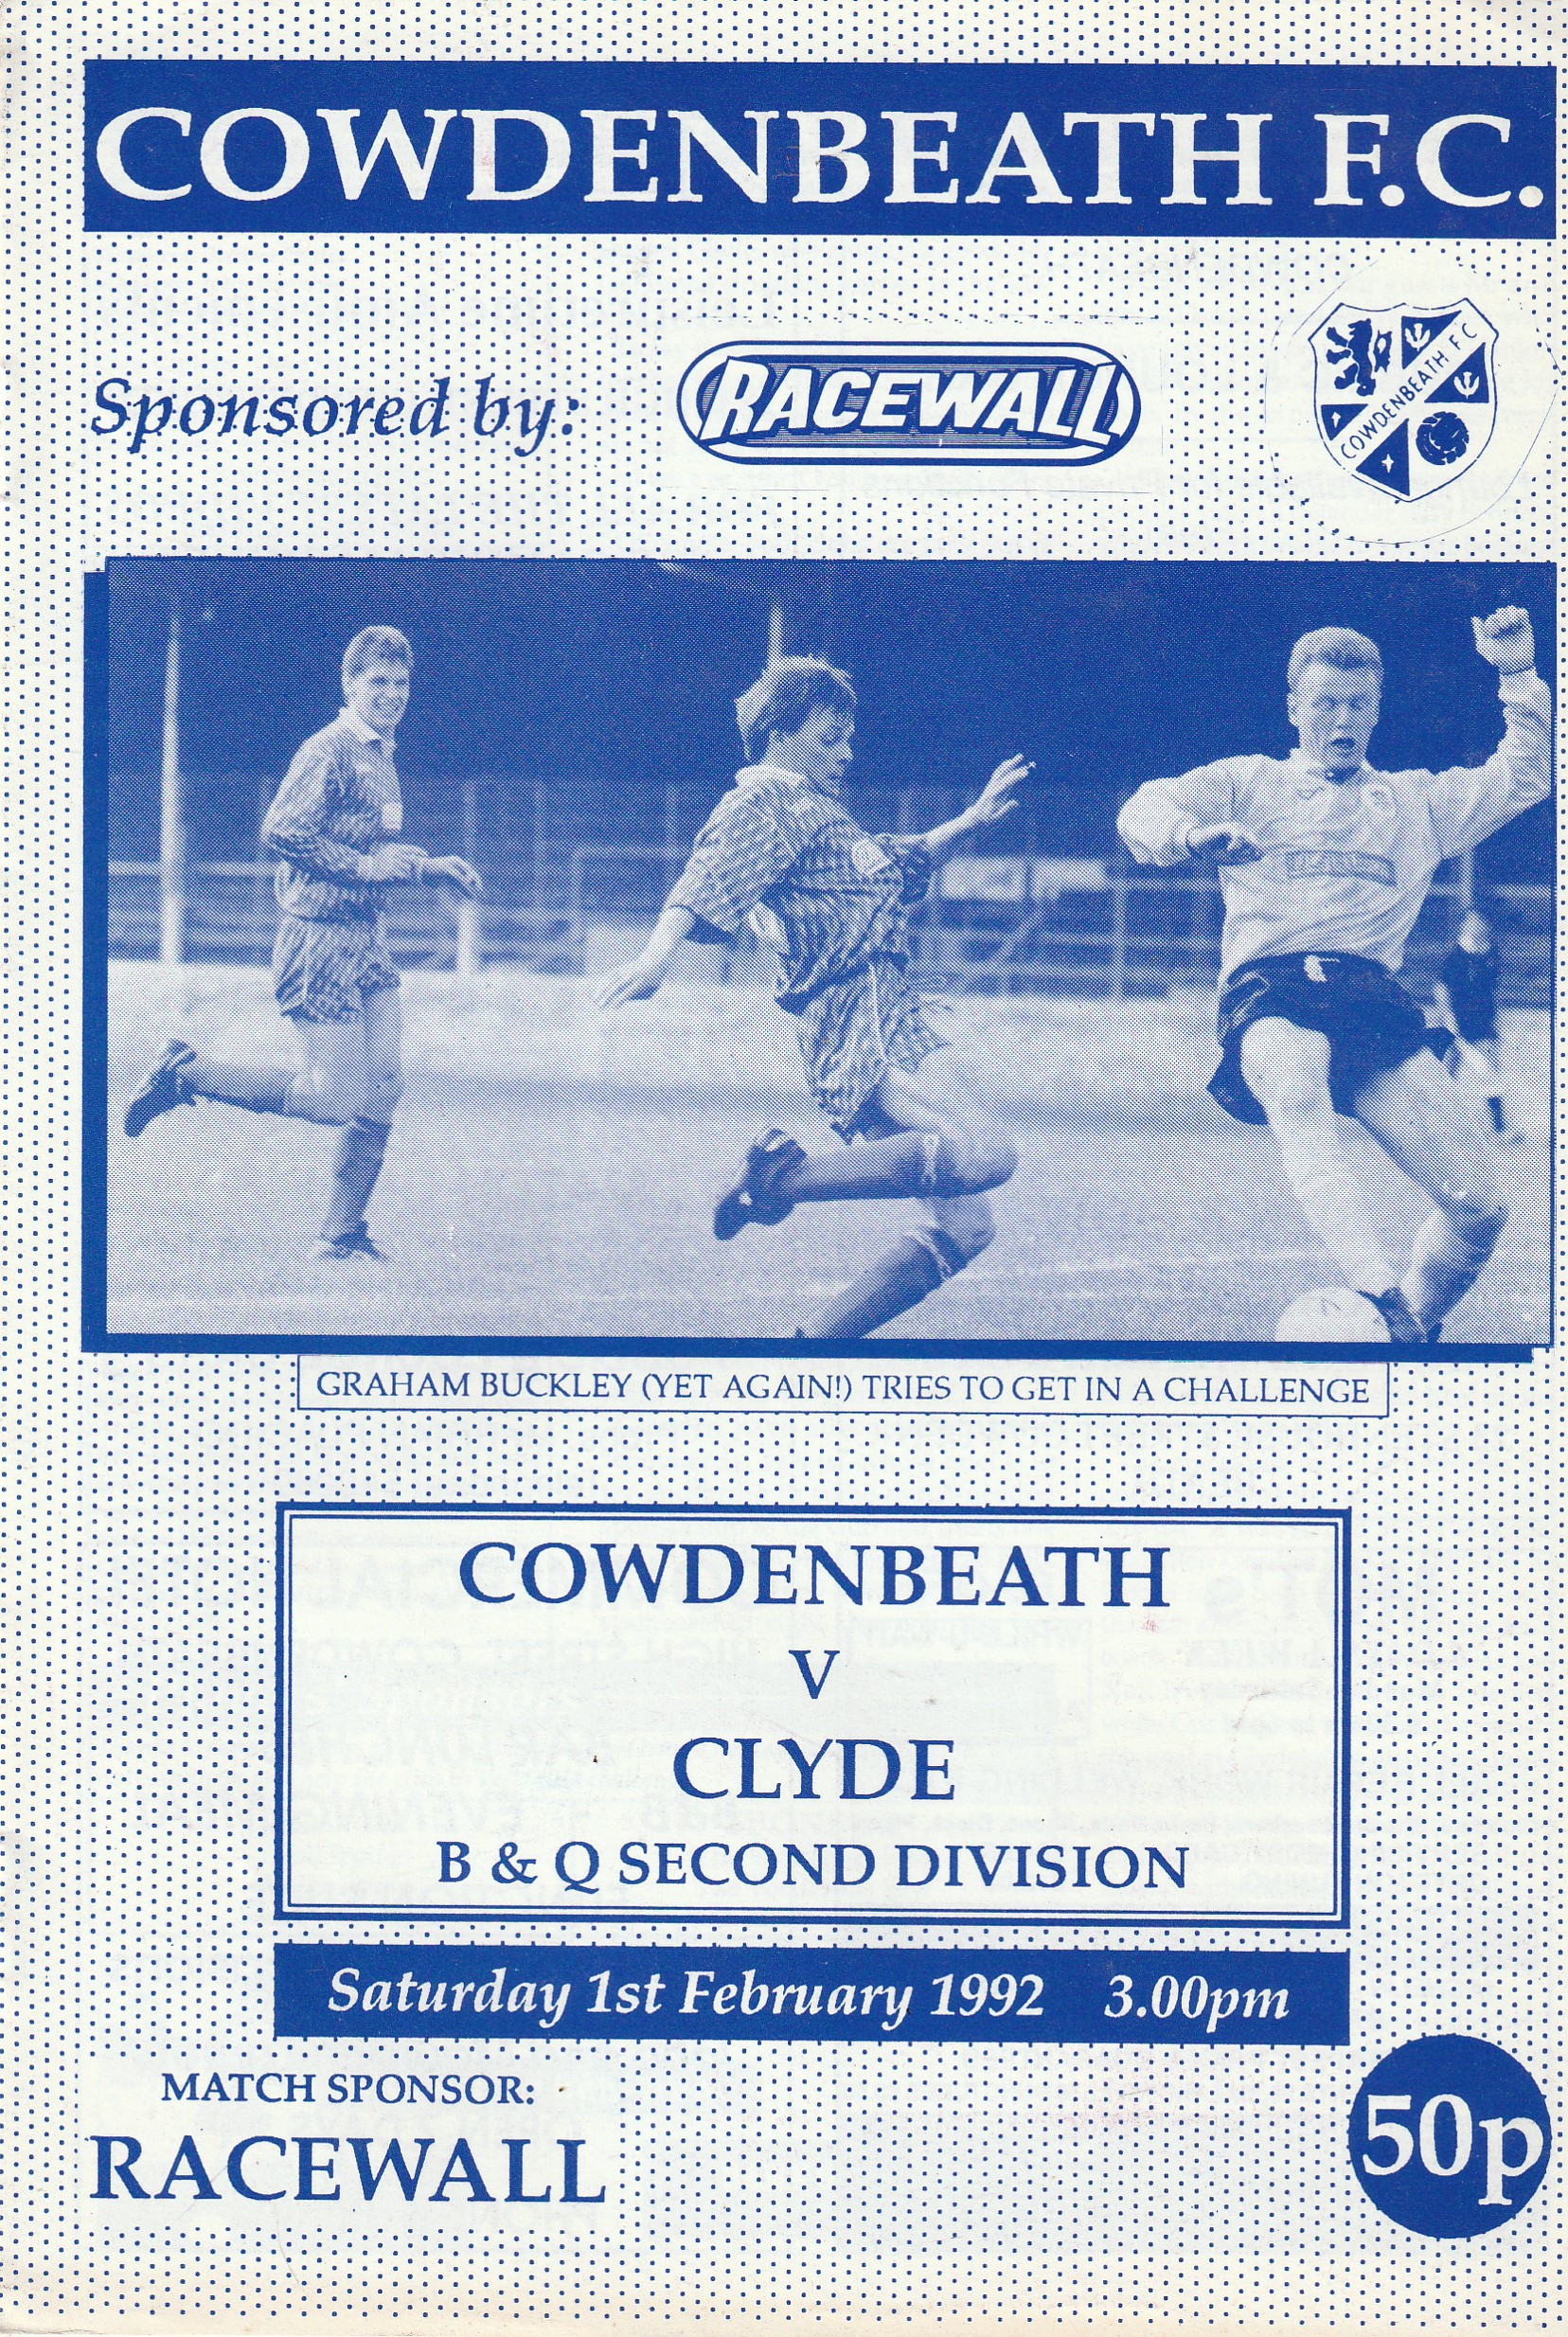 COWDENBEATH F.C.
Sponsored by:
RACEWALL
COWDENBEATH FC
GRAHAM BUCKLEY (YET AGAIN!) TRIES TO GET IN A CHALLENGE
COWDENBEATH
V
CLYDE
B & Q SECOND DIVISION
Saturday 1st February 1992 3.00pm
MATCH SPONSOR:
RACEWALL
50p